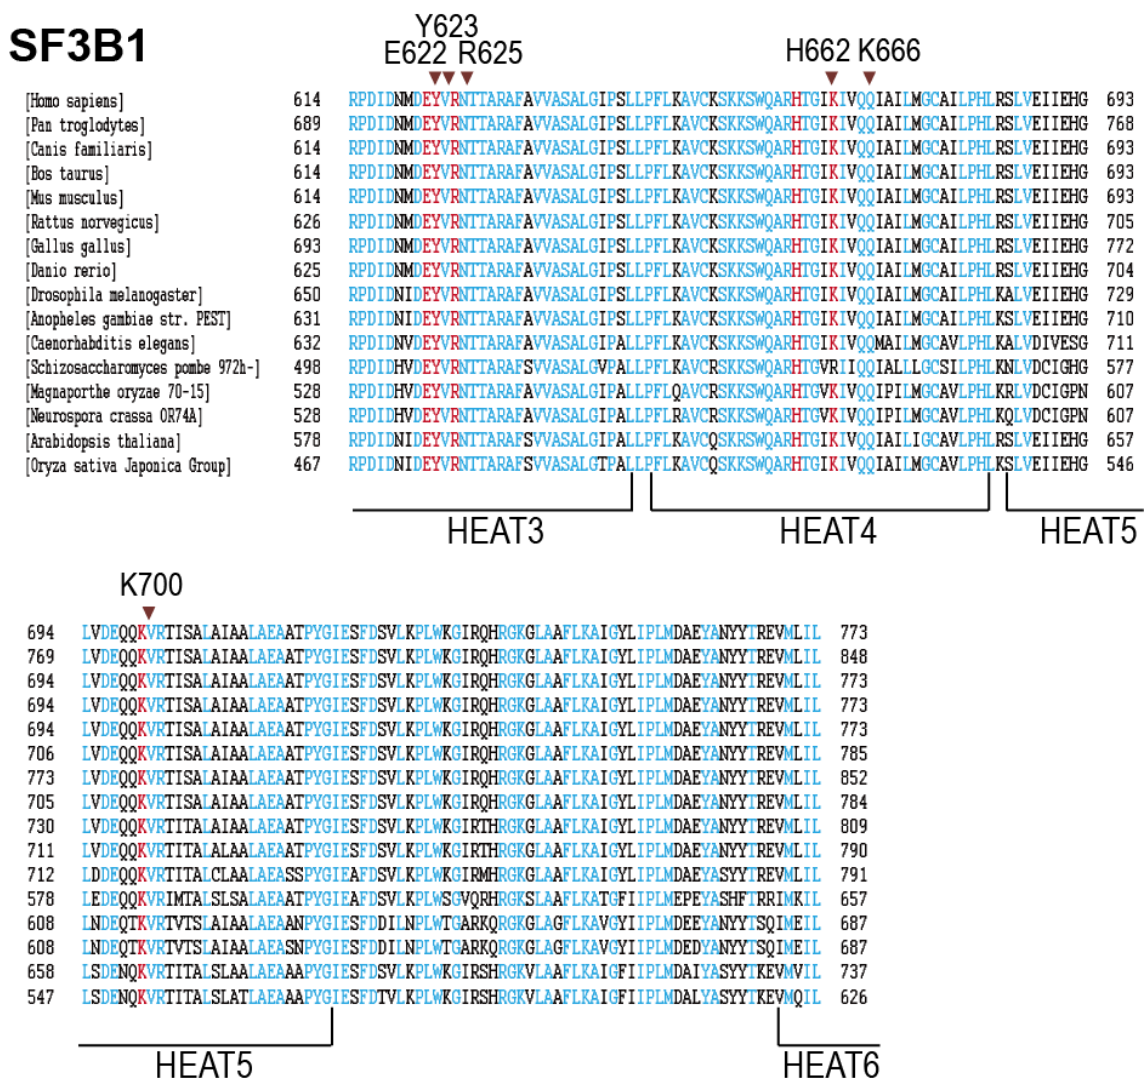 SF3B1
Y623
E622 R625 H662 K666
[Homo sapiens] 614 RPDIDNMDEYVRNTTARAFAVVASALGIPSLLPFLKAVCKSKKSWQARHTGIKIVQQIAILMGCAILPHLRSLVEIIEHG 693
[Pan troglodytes] 689 RPDIDNMDEYVRNTTARAFAVVASALGIPSLLPFLKAVCKSKKSWQARHTGIKIVQQIAILMGCAILPHLRSLVEIIEHG 768
[Canis familiaris] 614 RPDIDNMDEYVRNTTARAFAVVASALGIPSLLPFLKAVCKSKKSWQARHTGIKIVQQIAILMGCAILPHLRSLVEIIEHG 693
[Bos taurus] 614 RPDIDNMDEYVRNTTARAFAVVASALGIPSLLPFLKAVCKSKKSWQARHTGIKIVQQIAILMGCAILPHLRSLVEIIEHG 693
[Mus musculus] 614 RPDIDNMDEYVRNTTARAFAVVASALGIPSLLPFLKAVCKSKKSWQARHTGIKIVQQIAILMGCAILPHLRSLVEIIEHG 693
[Rattus norvegicus] 626 RPDIDNMDEYVRNTTARAFAVVASALGIPSLLPFLKAVCKSKKSWQARHTGIKIVQQIAILMGCAILPHLRSLVEIIEHG 705
[Gallus gallus] 693 RPDIDNMDEYVRNTTARAFAVVASALGIPSLLPFLKAVCKSKKSWQARHTGIKIVQQIAILMGCAILPHLRSLVEIIEHG 772
[Danio rerio] 625 RPDIDNMDEYVRNTTARAFAVVASALGIPSLLPFLKAVCKSKKSWQARHTGIKIVQQIAILMGCAILPHLRSLVEIIEHG 704
[Drosophila melanogaster] 650 RPDIDNIDEYVRNTTARAFAVVASALGIPSLLPFLKAVCKSKKSWQARHTGIKIVQQIAILMGCAILPHLKALVEIIEHG 729
[Anopheles gambiae str. PEST] 631 RPDIDNIDEYVRNTTARAFAVVASALGIPSLLPFLKAVCKSKKSWQARHTGIKIVQQIAILMGCAILPHLKSLVEIIEHG 710
[Caenorhabditis elegans] 632 RPDIDNVDEYVRNTTARAFAVVASALGIPALLPFLKAVCKSKKSWQARHTGIKIVQQMAILMGCAILPHLKALVDIVESG 711
[Schizosaccharomyces pombe 972h-] 498 RPDIDHVDEYVRNTTARAFAVVASALGVPALLPFLKAVCRSKKSWQARHTGVRIIQQIALLLGCSILPHLKNLVDCIGHG 577
[Magnaporthe oryzae 70-15] 528 RPDIDHVDEYVRNTTARAFAVVASALGIPALLPFLQAVCRSKKSWQARHTGVKIVQQIPILMGCAVLPHLKRLVDCIGPN 607
[Neurospora crassa OR74A] 528 RPDIDHVDEYVRNTTARAFAVVASALGIPALLPFLRAVCRSKKSWQARHTGVKIVQQIPILMGCAVLPHLKQLVDCIGPN 607
[Arabidopsis thaliana] 578 RPDIDNIDEYVRNTTARAFSVVASALGIPALLPFLKAVCQSKRSWQARHTGIKIVQQIAILIGCAVLPHLRSLVEIIEHG 657
[Oryza sativa Japonica Group] 467 RPDIDNIDEYVRNTTARAFSVVASALGTPALLPFLKAVCQSKKSWQARHTGIKIVQQIAILMGCAVLPHLKSLVEIIEHG 546
HEAT3 HEAT4 HEAT5
K700
694 LVDEQQKVRTISALAIAALAEAATPYGIESFDSVLKPLWKGIRQHRGKGLAAFLKAIGYLIPLMDAEYANYYTREVMLIL 773
769 LVDEQQKVRTISALAIAALAEAATPYGIESFDSVLKPLWKGIRQHRGKGLAAFLKAIGYLIPLMDAEYANYYTREVMLIL 848
694 LVDEQQKVRTISALAIAALAEAATPYGIESFDSVLKPLWKGIRQHRGKGLAAFLKAIGYLIPLMDAEYANYYTREVMLIL 773
694 LVDEQQKVRTISALAIAALAEAATPYGIESFDSVLKPLWKGIRQHRGKGLAAFLKAIGYLIPLMDAEYANYYTREVMLIL 773
694 LVDEQQKVRTISALAIAALAEAATPYGIESFDSVLKPLWKGIRQHRGKGLAAFLKAIGYLIPLMDAEYANYYTREVMLIL 773
706 LVDEQQKVRTISALAIAALAEAATPYGIESFDSVLKPLWKGIRQHRGKGLAAFLKAIGYLIPLMDAEYANYYTREVMLIL 785
773 LVDEQQKVRTISALAIAALAEAATPYGIESFDSVLKPLWKGIRQHRGKGLAAFLKAIGYLIPLMDAEYANYYTREVMLIL 852
705 LVDEQQKVRTISALAIAALAEAATPYGIESFDSVLKPLWKGIRQHRGKGLAAFLKAIGYLIPLMDAEYANYYTREVMLIL 784
730 LVDEQQKVRTITALAIAALAEAATPYGIESFDSVLKPLWKGIRTHRGKGLAAFLKAIGYLIPLMDAEYANYYTREVMLIL 809
711 LVDEQQKVRTITALALAALAEAATPYGIESFDSVLKPLWKGIRTHRGKGLAAFLKAIGYLIPLMDAEYANYYTREVMLIL 790
712 LDDEQQKVRTITALCLAALAEASSPYGIEAFDSVLKPLWKGIRMHRGKGLAAFLKAIGYLIPLMDAEYASYYTREVMLIL 791
578 LEDEQQKVRIMTALSLSALAEAATPYGIEAFDSVLKPLWSGVQRHRGKSLAAFLKATGFIIPLMEPEYASHFTRRIMKIL 657
608 LNDEQTKVRTVTSLAIAALAEAANPYGIESFDDILNPLWTGARKQRGKGLAGFLKAVGYIIPLMDEEYANYYTSQIMEIL 687
608 LNDEQTKVRTVTSLAIAALAEASNPYGIESFDDILNPLWTGARKQRGKGLAGFLKAVGYIIPLMDEDYANYYTSQIMEIL 687
658 LSDENQKVRTITALSLAALAEAAAPYGIESFDSVLKPLWKGIRSHRGKVLAAFLKAIGFIIPLMDAIYASYYTKEVMVIL 737
547 LSDENQKVRTITALSLATLAEAAAPYGIESFDTVLKPLWKGIRSHRGKVLAAFLKAIGFIIPLMDALYASYYTKEVMQIL 626
HEAT5 HEAT6